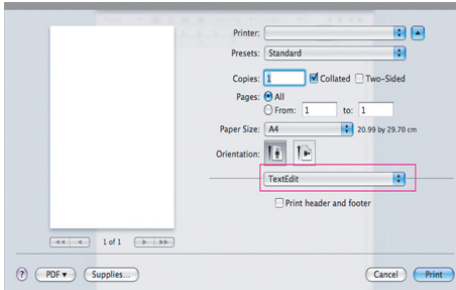 Printer:
Presets: Standard
Copies: 1 Collated Two-Sided
Pages: All
From: 1 to: 1
Paper Size: A4 20.99 by 29.70 cm
Orientation:
TextEdit
Print header and footer
1 of 1
? PDF▾ Supplies... Cancel Print